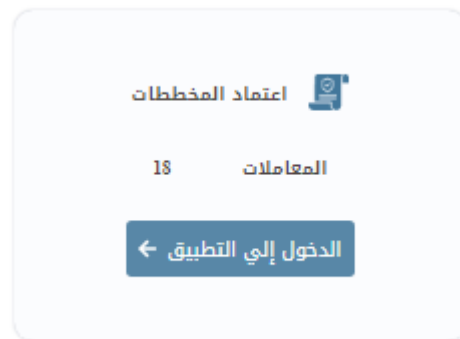 اعتماد المخططات
المعاملات 18
الدخول إلي التطبيق ←